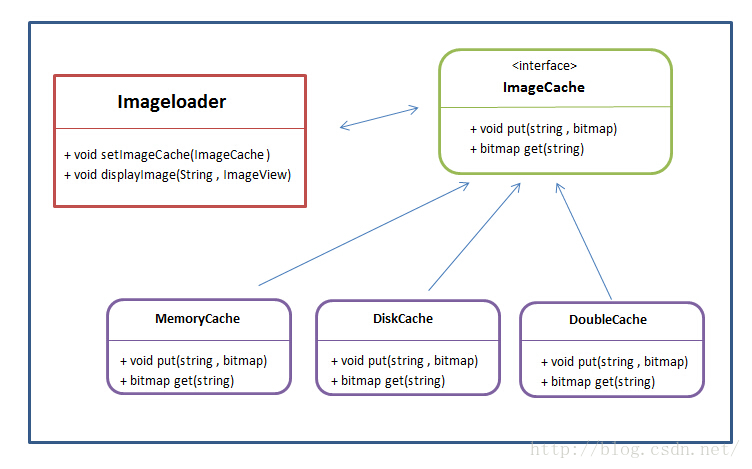 Imageloader
+ void setImageCache(ImageCache)
+ void displayImage(String , ImageView)
<interface>
ImageCache
+ void put(string , bitmap)
+ bitmap get(string)
MemoryCache
+ void put(string , bitmap)
+ bitmap get(string)
DiskCache
+ void put(string , bitmap)
+ bitmap get(string)
DoubleCache
+ void put(string , bitmap)
+ bitmap get(string)
http://blog.csdn.net/